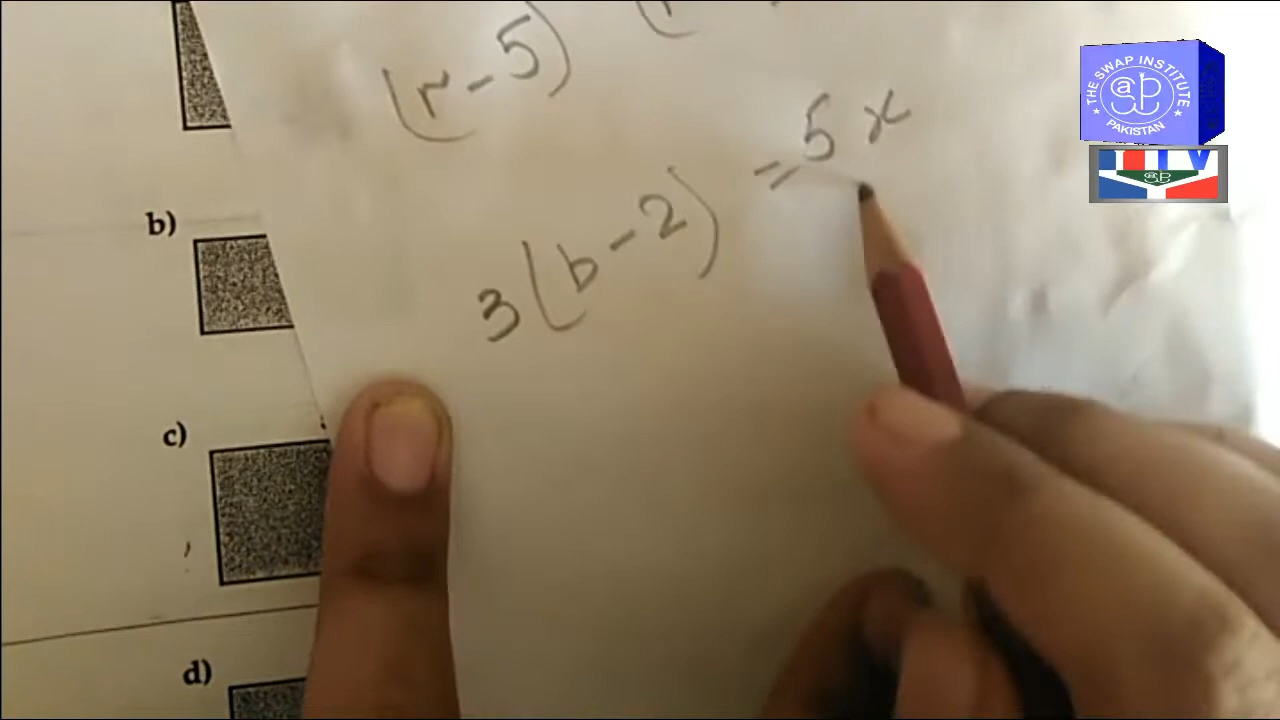 (r-5)
3(b-2) = 5x
b)
c)
d)
THE SWAP INSTITUTE
PAKISTAN